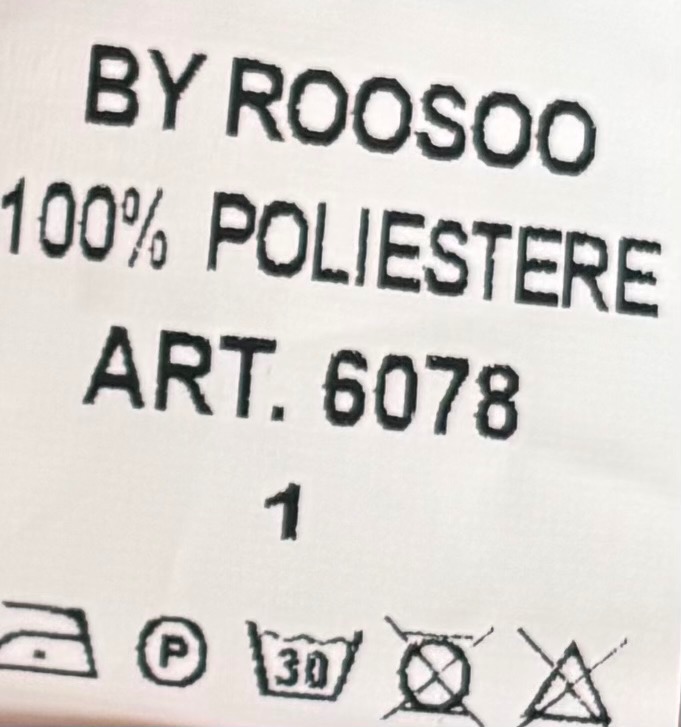 BY ROOSOO
100% POLIESTERE
ART. 6078
1
P 30